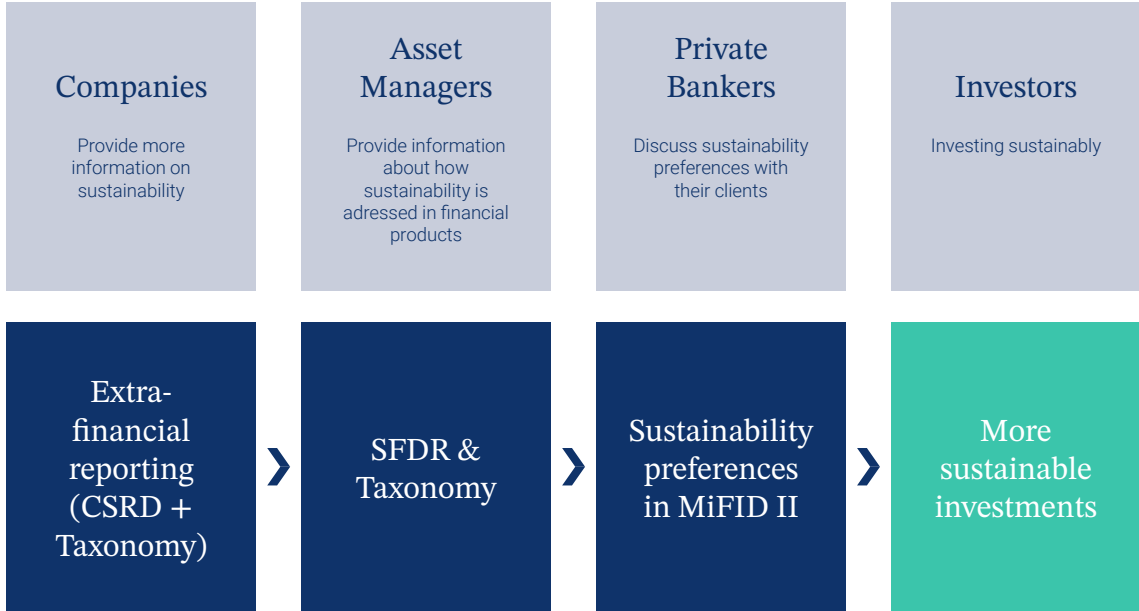 Companies
Provide more
information on
sustainability
Asset
Managers
Provide information
about how
sustainability is
adressed in financial
products
Private
Bankers
Discuss sustainability
preferences with
their clients
Investors
Investing sustainably
Extra-
financial
reporting
(CSRD +
Taxonomy)
SFDR &
Taxonomy
Sustainability
preferences
in MiFID II
More
sustainable
investments